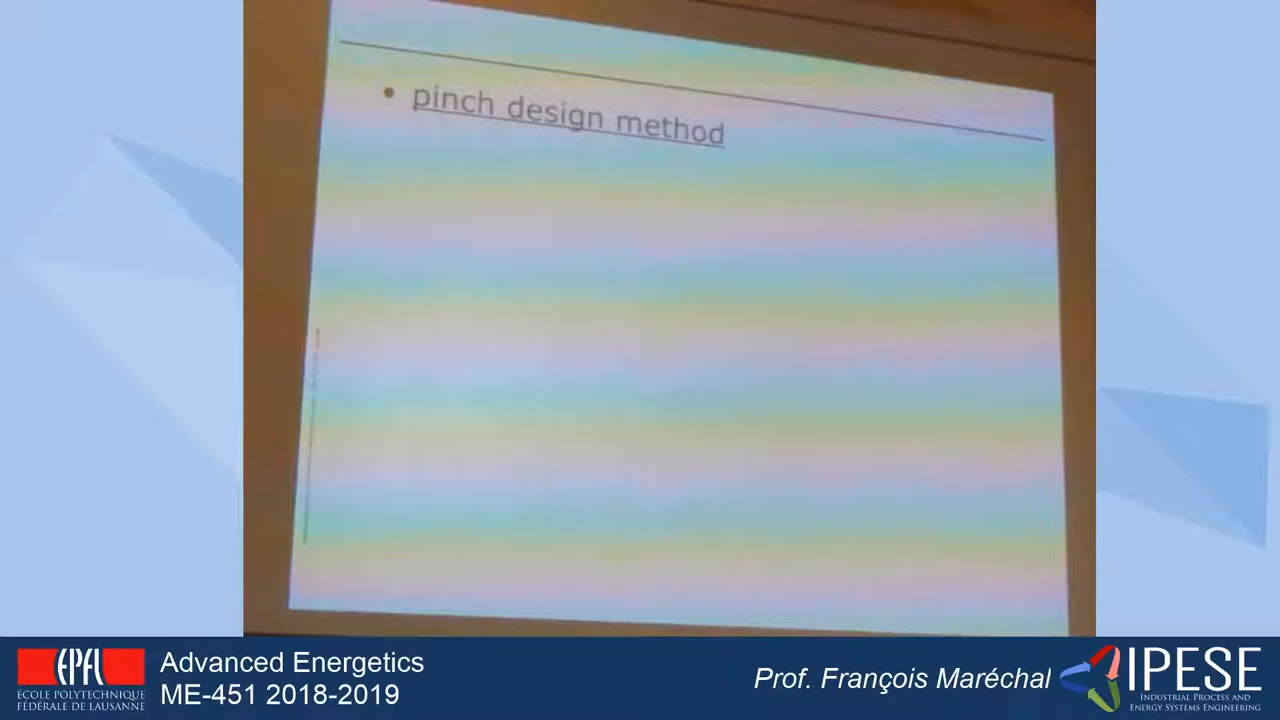 • pinch design method
EPFL
ÉCOLE POLYTECHNIQUE
FÉDÉRALE DE LAUSANNE
Advanced Energetics
ME-451 2018-2019
Prof. François Maréchal
IPESE
INDUSTRIAL PROCESS AND
ENERGY SYSTEMS ENGINEERING